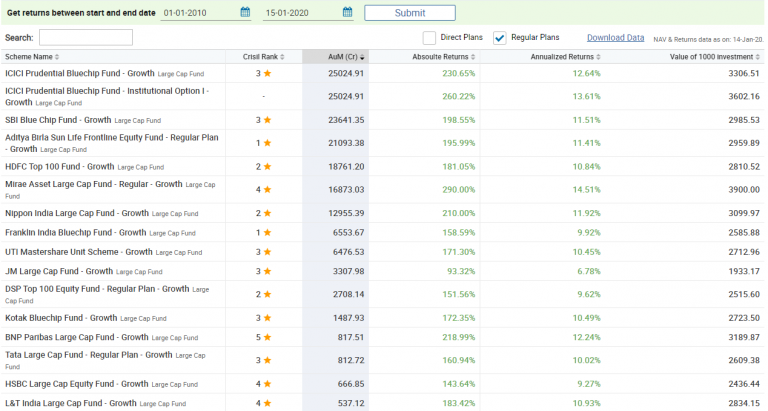 Get returns between start and end date 01-01-2010 15-01-2020 Submit
Search: Direct Plans Regular Plans Download Data NAV & Returns data as on: 14-Jan-20.
Scheme Name Crisil Rank AuM (Cr) Absoulte Returns Annualized Returns Value of 1000 investment
ICICI Prudential Bluechip Fund - Growth Large Cap Fund 3 25024.91 230.65% 12.64% 3306.51
ICICI Prudential Bluechip Fund - Institutional Option I -
Growth Large Cap Fund - 25024.91 260.22% 13.61% 3602.16
SBI Blue Chip Fund - Growth Large Cap Fund 3 23641.35 198.55% 11.51% 2985.53
Aditya Birla Sun Life Frontline Equity Fund - Regular Plan
- Growth Large Cap Fund 1 21093.38 195.99% 11.41% 2959.89
HDFC Top 100 Fund - Growth Large Cap Fund 2 18761.20 181.05% 10.84% 2810.52
Mirae Asset Large Cap Fund - Regular - Growth Large Cap
Fund 4 16873.03 290.00% 14.51% 3900.00
Nippon India Large Cap Fund - Growth Large Cap Fund 2 12955.39 210.00% 11.92% 3099.97
Franklin India Bluechip Fund - Growth Large Cap Fund 1 6553.67 158.59% 9.92% 2585.88
UTI Mastershare Unit Scheme - Growth Large Cap Fund 3 6476.53 171.30% 10.45% 2712.96
JM Large Cap Fund - Growth Large Cap Fund 3 3307.98 93.32% 6.78% 1933.17
DSP Top 100 Equity Fund - Regular Plan - Growth Large
Cap Fund 2 2708.14 151.56% 9.62% 2515.60
Kotak Bluechip Fund - Growth Large Cap Fund 3 1487.93 172.35% 10.49% 2723.50
BNP Paribas Large Cap Fund - Growth Large Cap Fund 5 817.51 218.99% 12.24% 3189.87
Tata Large Cap Fund - Regular Plan - Growth Large Cap
Fund 3 812.72 160.94% 10.02% 2609.38
HSBC Large Cap Equity Fund - Growth Large Cap Fund 4 666.85 143.64% 9.27% 2436.44
L&T India Large Cap Fund - Growth Large Cap Fund 4 537.12 183.42% 10.93% 2834.15